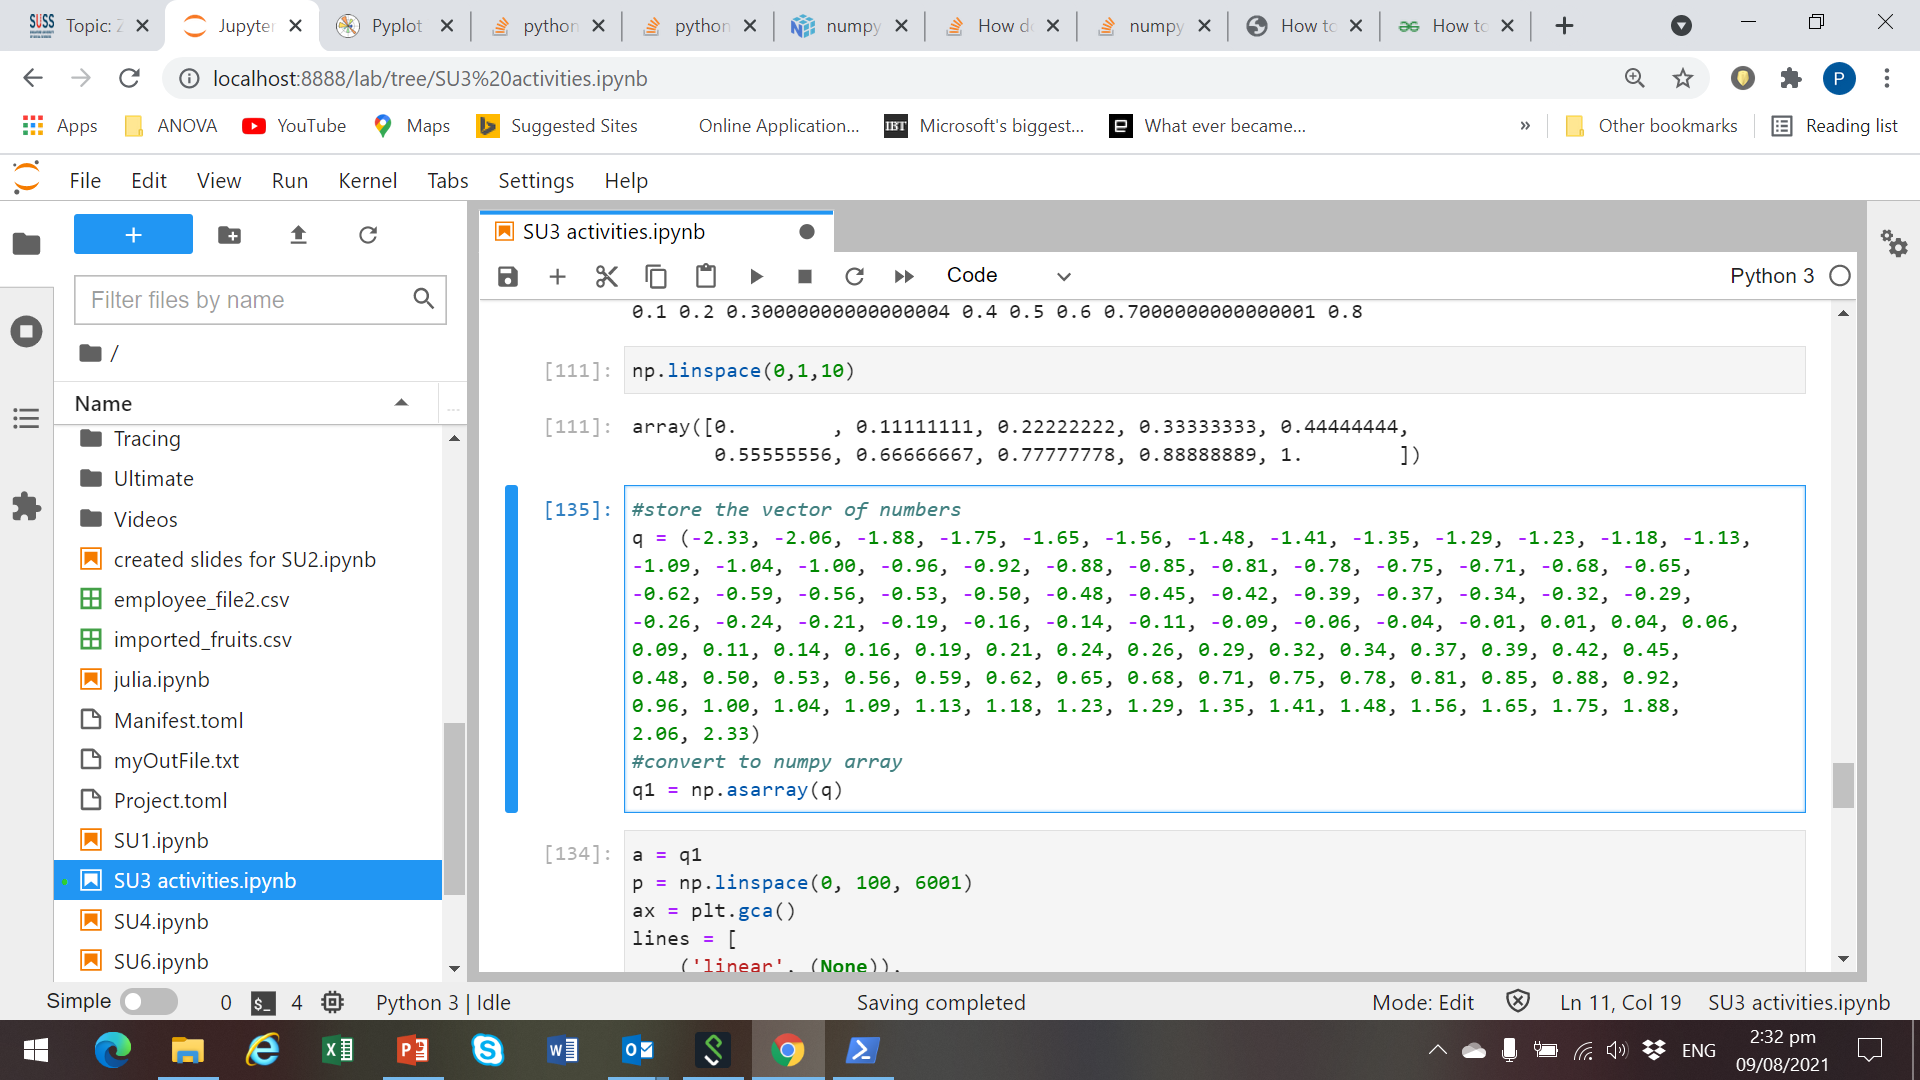 SUSS Topic: Z
Jupyter
Pyplot
python
python
numpy
How do
numpy
How to
How to
localhost:8888/lab/tree/SU3%20activities.ipynb
P
Apps ANOVA YouTube Maps Suggested Sites Online Application... IBT Microsoft's biggest... What ever became... » Other bookmarks Reading list
File Edit View Run Kernel Tabs Settings Help
Filter files by name
/
Name
Tracing
Ultimate
Videos
created slides for SU2.ipynb
employee_file2.csv
imported_fruits.csv
julia.ipynb
Manifest.toml
myOutFile.txt
Project.toml
SU1.ipynb
SU3 activities.ipynb
SU4.ipynb
SU6.ipynb
SU3 activities.ipynb
Code
Python 3
0.1 0.2 0.30000000000000004 0.4 0.5 0.6 0.7000000000000001 0.8
[111]: np.linspace(0,1,10)
[111]: array([0.        , 0.11111111, 0.22222222, 0.33333333, 0.44444444,
0.55555556, 0.66666667, 0.77777778, 0.88888889, 1.        ])
[135]: #store the vector of numbers
q = (-2.33, -2.06, -1.88, -1.75, -1.65, -1.56, -1.48, -1.41, -1.35, -1.29, -1.23, -1.18, -1.13,
-1.09, -1.04, -1.00, -0.96, -0.92, -0.88, -0.85, -0.81, -0.78, -0.75, -0.71, -0.68, -0.65,
-0.62, -0.59, -0.56, -0.53, -0.50, -0.48, -0.45, -0.42, -0.39, -0.37, -0.34, -0.32, -0.29,
-0.26, -0.24, -0.21, -0.19, -0.16, -0.14, -0.11, -0.09, -0.06, -0.04, -0.01, 0.01, 0.04, 0.06,
0.09, 0.11, 0.14, 0.16, 0.19, 0.21, 0.24, 0.26, 0.29, 0.32, 0.34, 0.37, 0.39, 0.42, 0.45,
0.48, 0.50, 0.53, 0.56, 0.59, 0.62, 0.65, 0.68, 0.71, 0.75, 0.78, 0.81, 0.85, 0.88, 0.92,
0.96, 1.00, 1.04, 1.09, 1.13, 1.18, 1.23, 1.29, 1.35, 1.41, 1.48, 1.56, 1.65, 1.75, 1.88,
2.06, 2.33)
#convert to numpy array
q1 = np.asarray(q)
[134]: a = q1
p = np.linspace(0, 100, 6001)
ax = plt.gca()
lines = [
('linear', (None)),
Simple 0 4 Python 3 | Idle Saving completed Mode: Edit Ln 11, Col 19 SU3 activities.ipynb
ENG
2:32 pm
09/08/2021